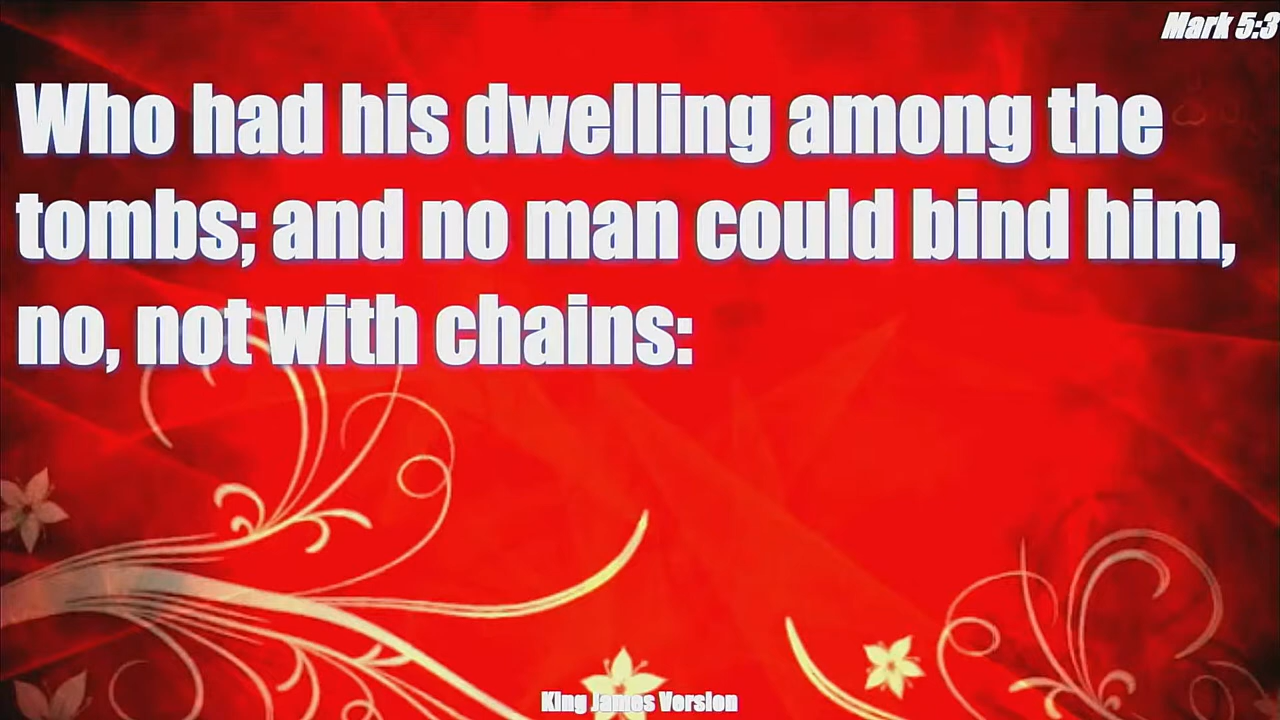 Mark 5:3
Who had his dwelling among the
tombs; and no man could bind him,
no, not with chains:
King James Version